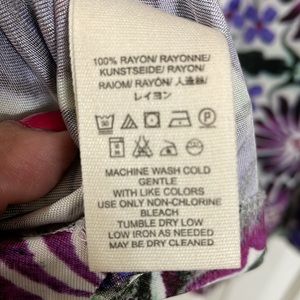 100% RAYON/ RAYONNE/
KUNSTSEIDE/ RAYON/
RAIOM/ RAYÓN/ 人造絲/
レイヨン
MACHINE WASH COLD
GENTLE
WITH LIKE COLORS
USE ONLY NON-CHLORINE
BLEACH
TUMBLE DRY LOW
LOW IRON AS NEEDED
MAY BE DRY CLEANED